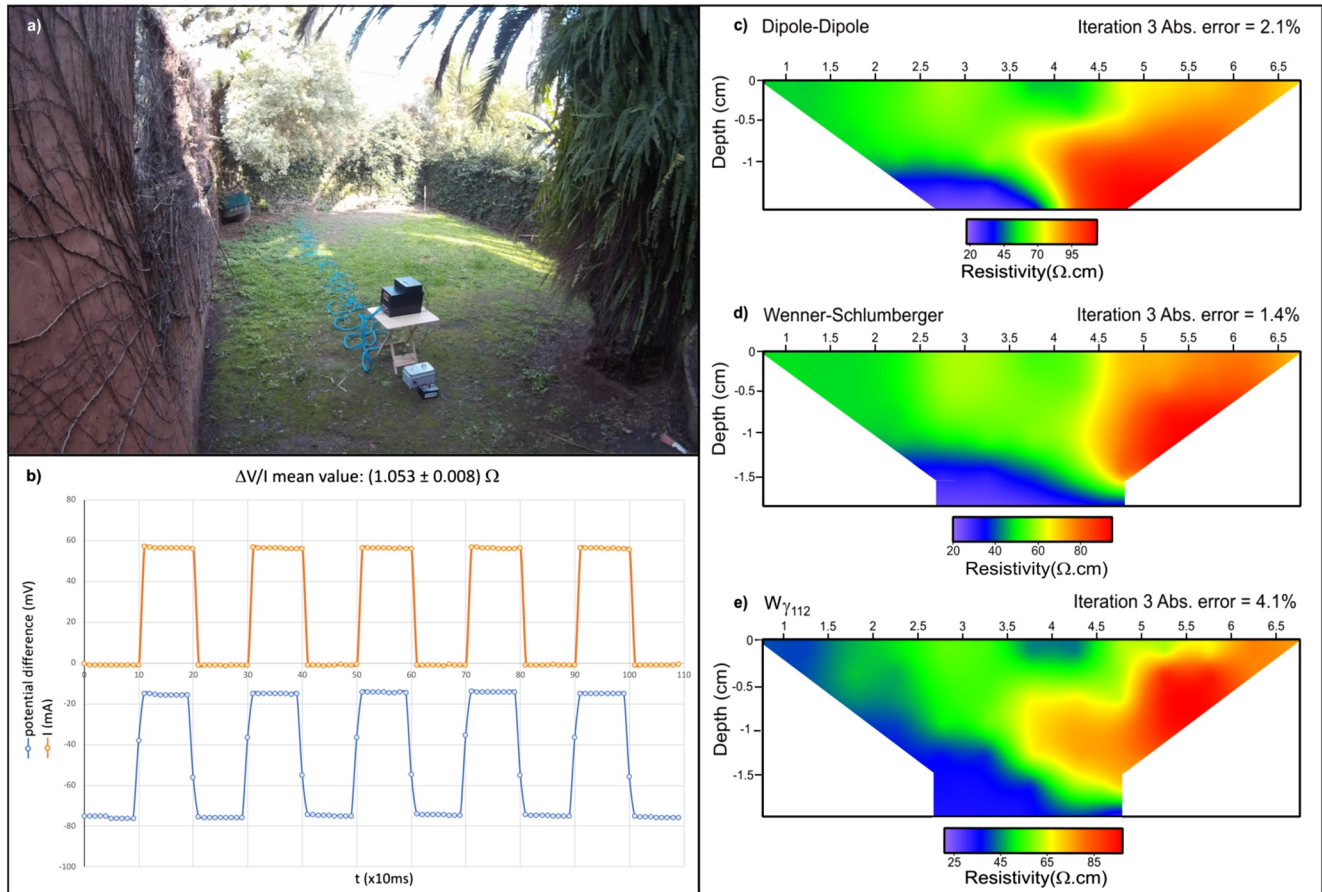 a)
b)
ΔV/I mean value: (1.053 ± 0.008) Ω
80
60
40
20
0
-20
-40
-60
-80
-100
0 10 20 30 40 50 60 70 80 90 100 110
potential difference (mV)
I (mA)
t (x10ms)
c) Dipole-Dipole Iteration 3 Abs. error = 2.1%
1 1.5 2 2.5 3 3.5 4 4.5 5 5.5 6 6.5
Depth (cm)
0
-0.5
-1
20 45 70 95
Resistivity(Ω.cm)
d) Wenner-Schlumberger Iteration 3 Abs. error = 1.4%
1 1.5 2 2.5 3 3.5 4 4.5 5 5.5 6 6.5
Depth (cm)
0
-0.5
-1
-1.5
20 40 60 80
Resistivity(Ω.cm)
e) Wγ₁₁₂ Iteration 3 Abs. error = 4.1%
1 1.5 2 2.5 3 3.5 4 4.5 5 5.5 6 6.5
Depth (cm)
0
-0.5
-1
-1.5
25 45 65 85
Resistivity(Ω.cm)